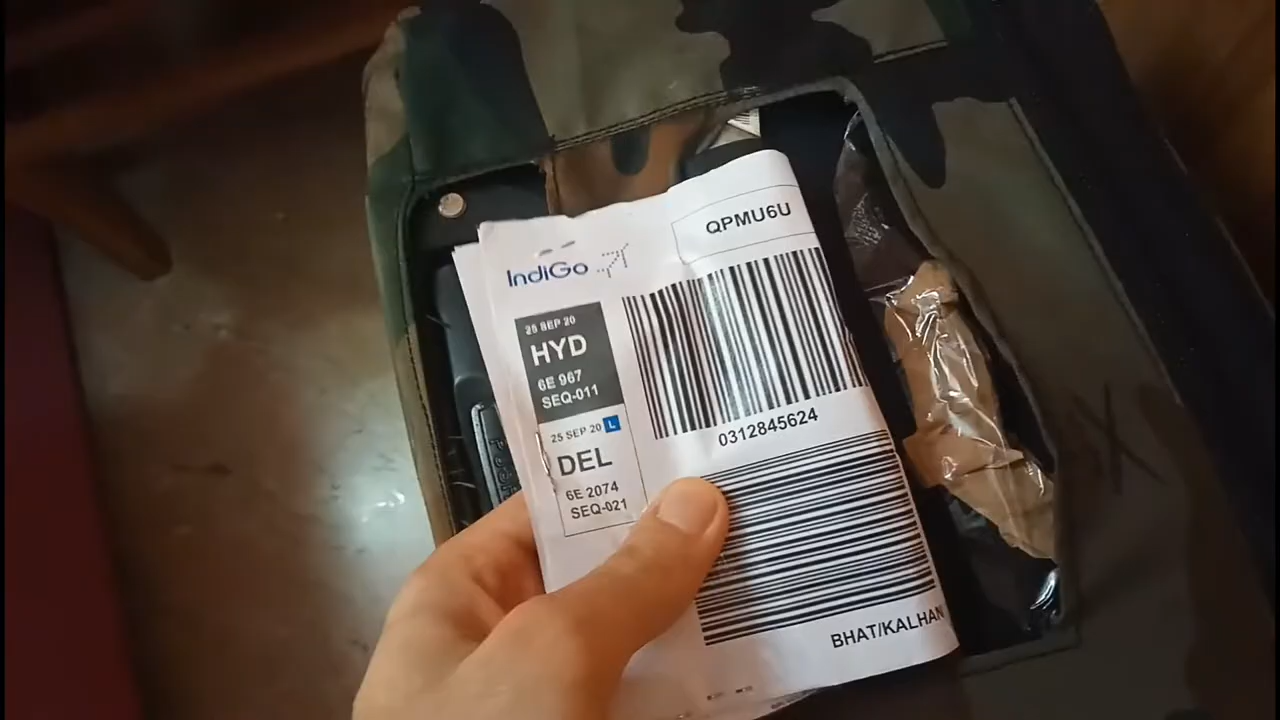 QPMU6U
IndiGo
25 SEP 20
HYD
6E 967
SEQ-011
25 SEP 20 L
DEL
6E 2074
SEQ-021
0312845624
BHAT/KALHAN